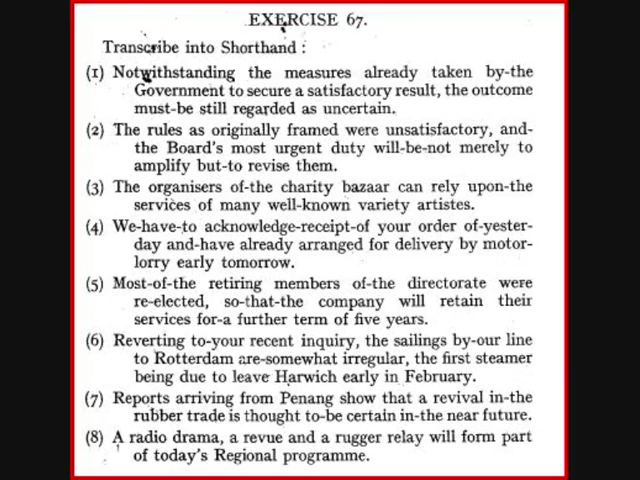 EXERCISE 67.
Transcribe into Shorthand :
(1) Notwithstanding the measures already taken by-the
Government to secure a satisfactory result, the outcome
must-be still regarded as uncertain.
(2) The rules as originally framed were unsatisfactory, and-
the Board's most urgent duty will-be-not merely to
amplify but-to revise them.
(3) The organisers of-the charity bazaar can rely upon-the
services of many well-known variety artistes.
(4) We-have-to acknowledge-receipt-of your order of-yester-
day and-have already arranged for delivery by motor-
lorry early tomorrow.
(5) Most-of-the retiring members of-the directorate were
re-elected, so-that-the company will retain their
services for-a further term of five years.
(6) Reverting to-your recent inquiry, the sailings by-our line
to Rotterdam are-somewhat irregular, the first steamer
being due to leave Harwich early in February.
(7) Reports arriving from Penang show that a revival in-the
rubber trade is thought to-be certain in-the near future.
(8) A radio drama, a revue and a rugger relay will form part
of today's Regional programme.